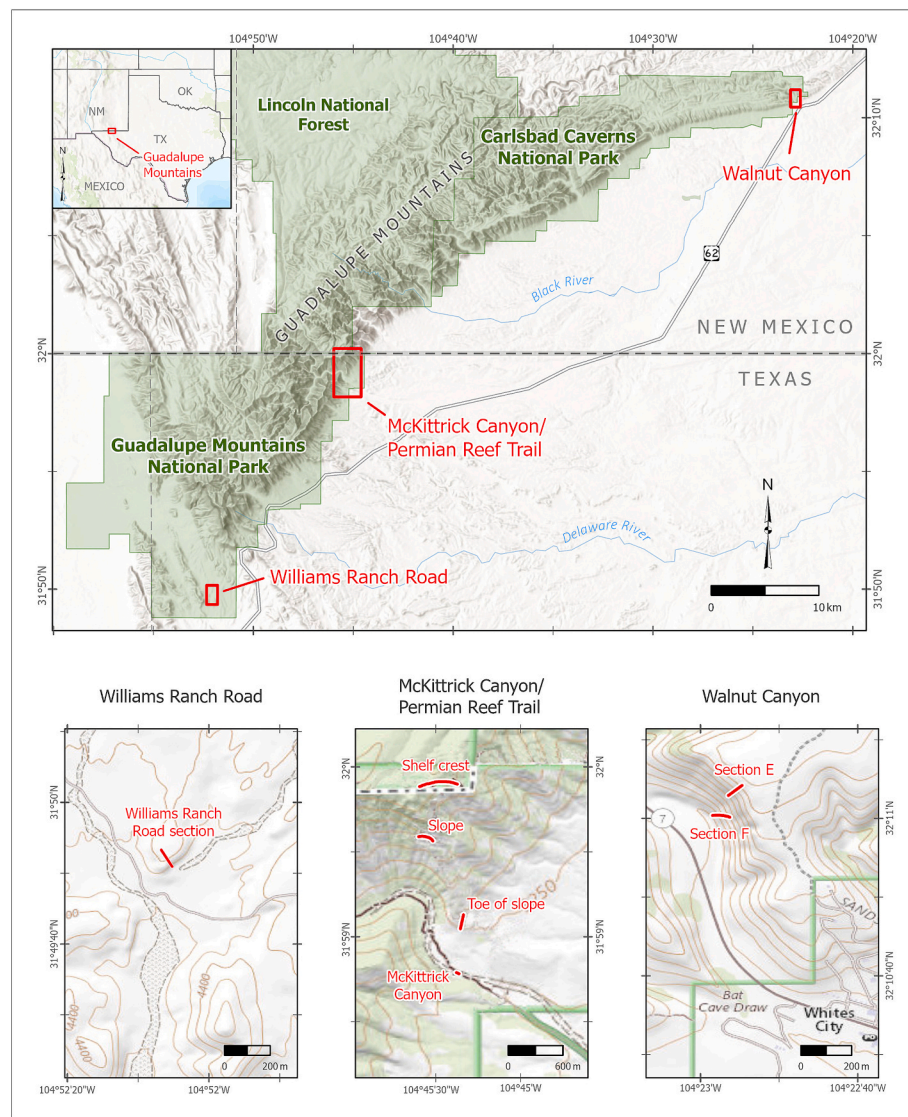 104°50'W
104°40'W
104°30'W
104°20'W
NM
OK
TX
Guadalupe
Mountains
MEXICO
N
Lincoln National
Forest
Carlsbad Caverns
National Park
Walnut Canyon
32°10'N
GUADALUPE MOUNTAINS
62
Black River
NEW MEXICO
32°N
32°N
TEXAS
McKittrick Canyon/
Permian Reef Trail
Guadalupe Mountains
National Park
N
Delaware River
Williams Ranch Road
31°50'N
31°50'N
0
10 km
Williams Ranch Road
McKittrick Canyon/
Permian Reef Trail
Walnut Canyon
31°50'N
Williams Ranch
Road section
31°49'40"N
4400
4400
4400
0
200 m
104°52'20"W
104°52'W
32°N
Shelf crest
Slope
Toe of slope
31°59'N
McKittrick
Canyon
0
600 m
104°45'30"W
104°45'W
Section E
32°11'N
7
Section F
SAND
32°10'40"N
Bat
Cave Draw
Whites
City
0
200 m
104°23'W
104°22'40"W